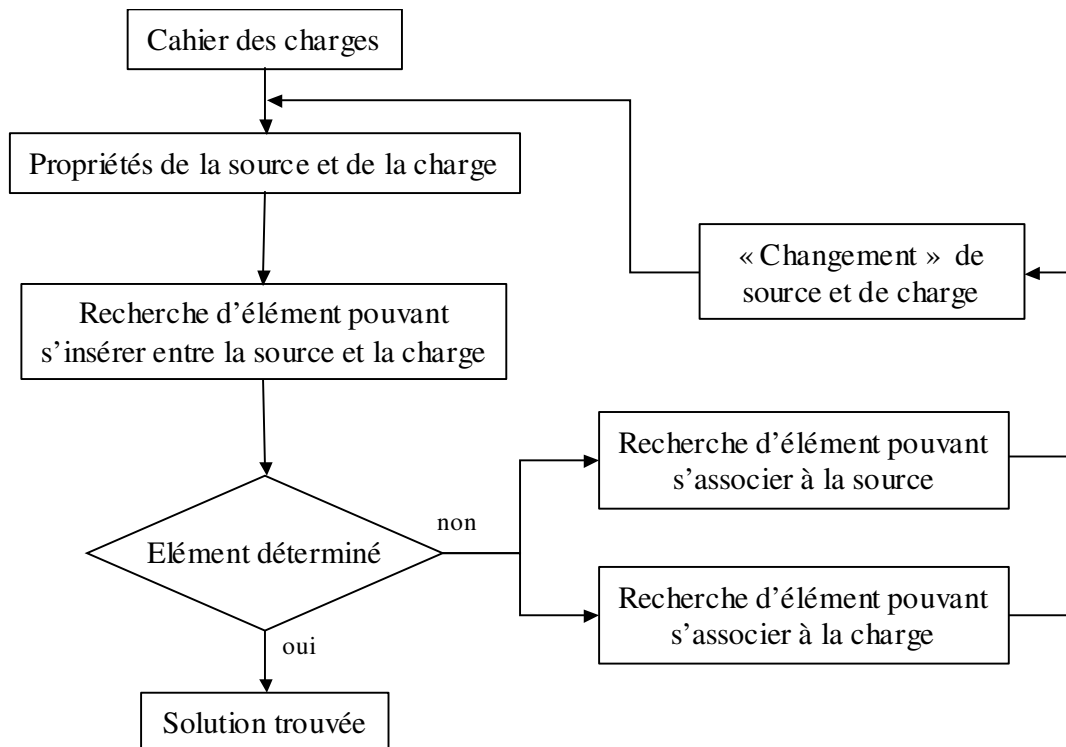 Cahier des charges
Propriétés de la source et de la charge
« Changement » de
source et de charge
Recherche d'élément pouvant
s'insérer entre la source et la charge
Recherche d'élément pouvant
s'associer à la source
non
Elément déterminé
Recherche d'élément pouvant
s'associer à la charge
oui
Solution trouvée